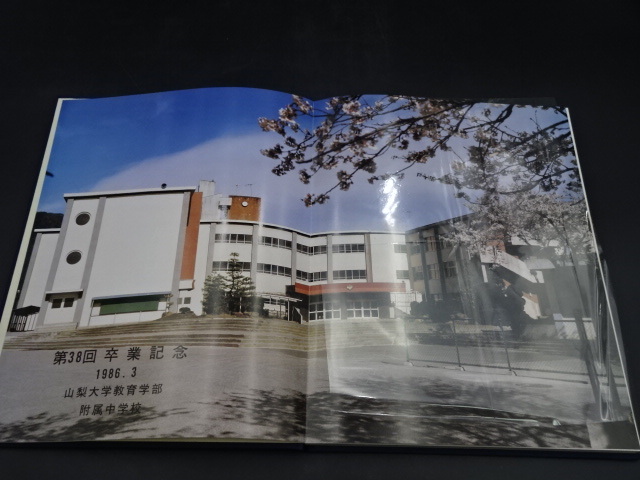 第38回 卒業記念
1986.3
山梨大学教育学部
附属中学校